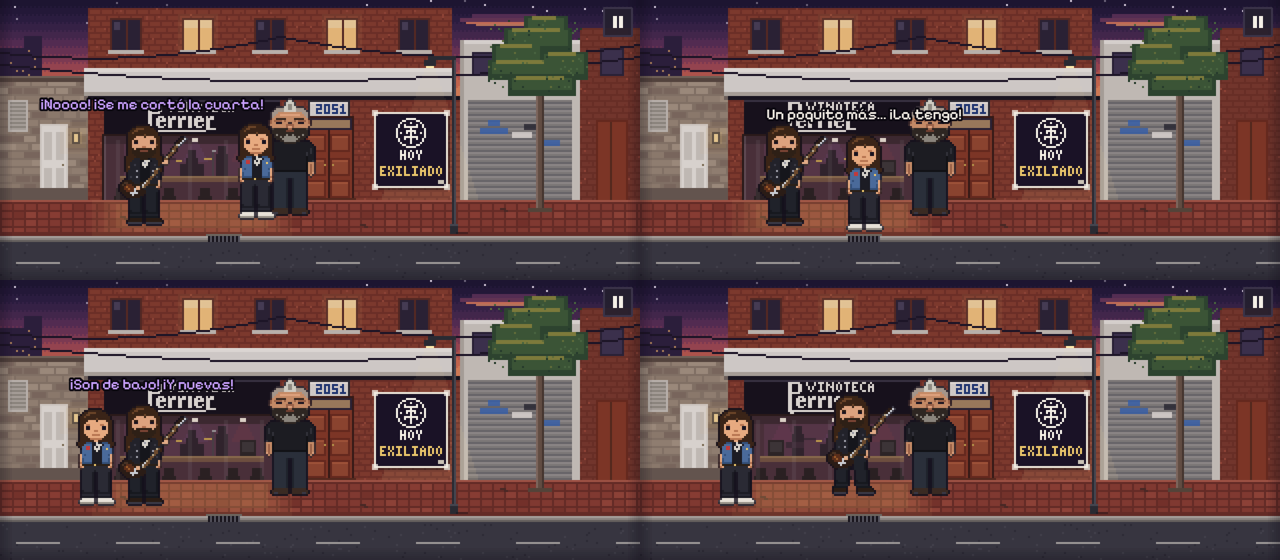 ¡Noooo! ¡Se me cortó la cuarta!
Perrier
2051
HOY
EXILIADO
VINOTECA
Un poquito más... ¡La tengo!
2051
HOY
EXILIADO
¡Son de bajo! ¡Y nuevas!
Perrier
2051
HOY
EXILIADO
VINOTECA
Perrier
2051
HOY
EXILIADO